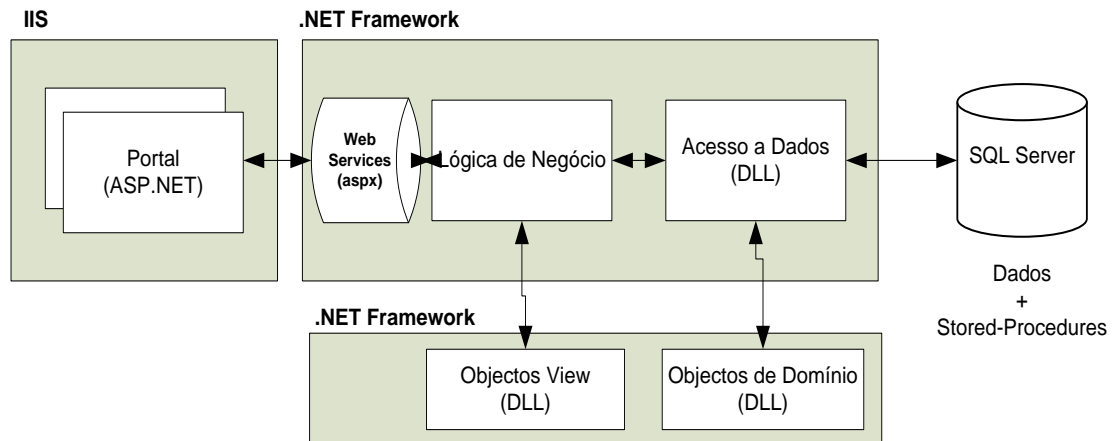 IIS
.NET Framework
Portal
(ASP.NET)
Web
Services
(aspx)
Lógica de Negócio
Acesso a Dados
(DLL)
SQL Server
Dados
+
Stored-Procedures
.NET Framework
Objectos View
(DLL)
Objectos de Domínio
(DLL)